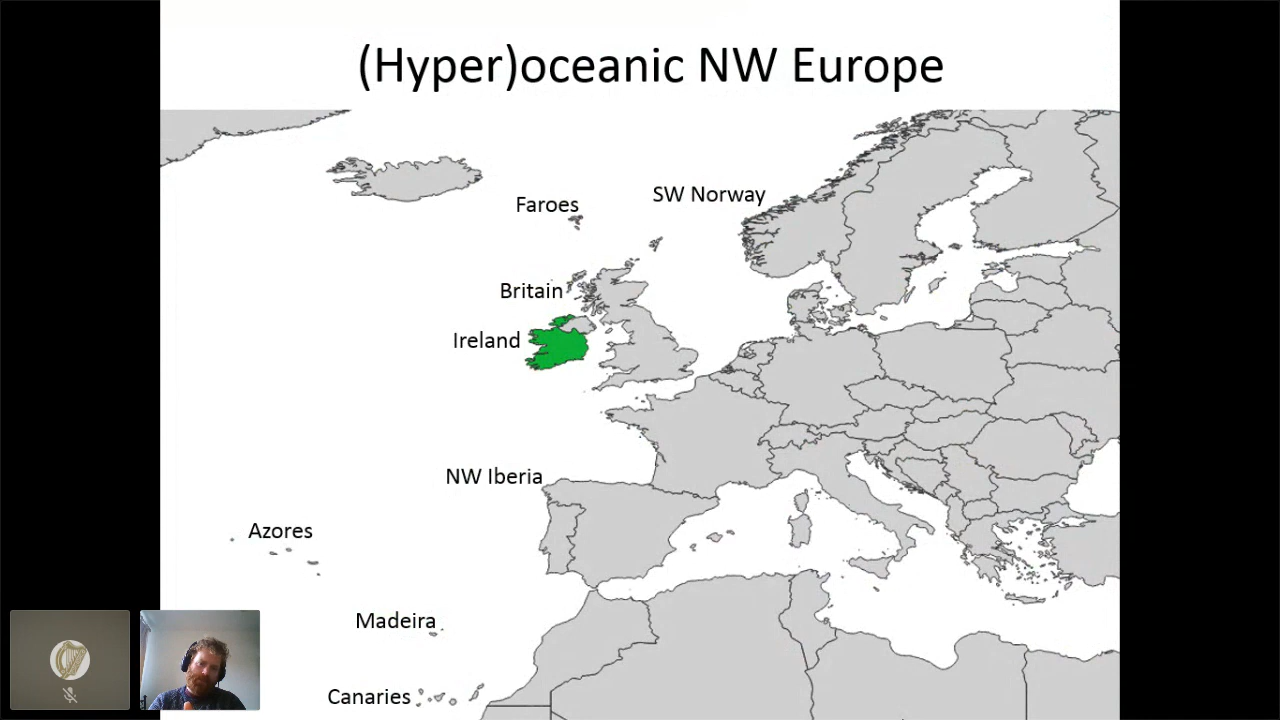 (Hyper)oceanic NW Europe
SW Norway
Faroes
Britain
Ireland
NW Iberia
Azores
Madeira
Canaries